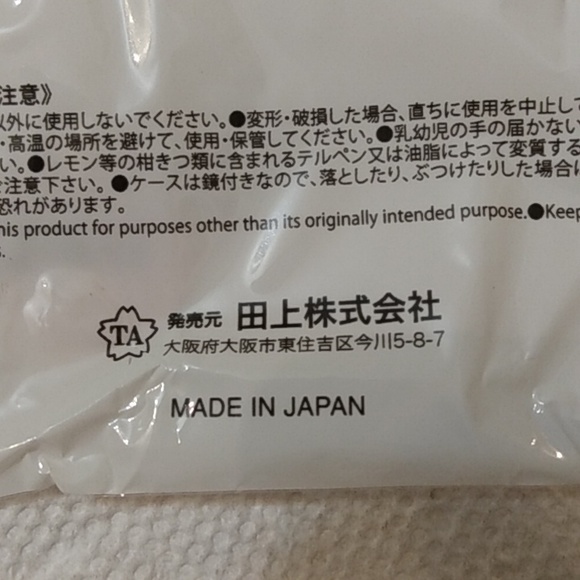 注意》
以外に使用しないでください。●変形・破損した場合、直ちに使用を中止して
・高温の場所を避けて、使用・保管してください。●乳幼児の手の届かない
い。●レモン等の柑きつ類に含まれるテルペン又は油脂によって変質する
ご注意下さい。●ケースは鏡付きなので、落としたり、ぶつけたりした場合に
恐れがあります。
his product for purposes other than its originally intended purpose.●Keep
s.
TA 発売元 田上株式会社
大阪府大阪市東住吉区今川5-8-7
MADE IN JAPAN